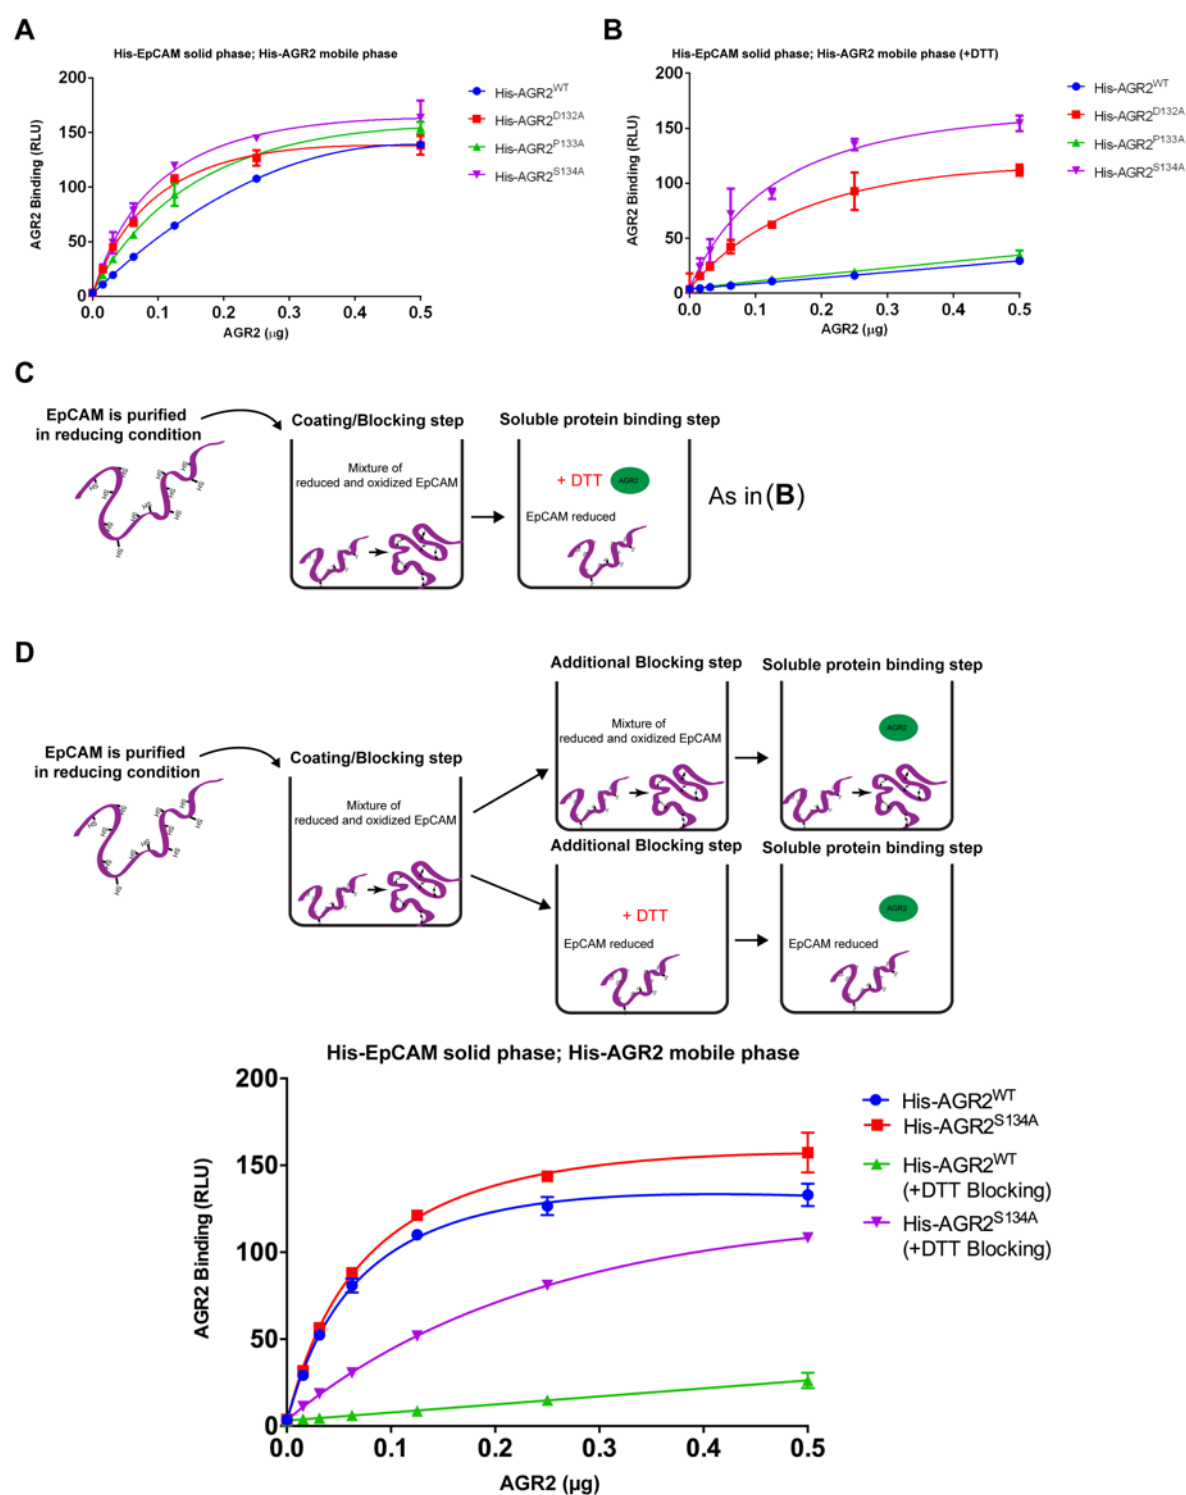 A
His-EpCAM solid phase; His-AGR2 mobile phase
200
150
100
50
0
0.0
0.1
0.2
0.3
0.4
0.5
AGR2 Binding (RLU)
AGR2 (µg)
His-AGR2WT
His-AGR2D132A
His-AGR2P133A
His-AGR2S134A
B
His-EpCAM solid phase; His-AGR2 mobile phase (+DTT)
200
150
100
50
0
0.0
0.1
0.2
0.3
0.4
0.5
AGR2 Binding (RLU)
AGR2 (µg)
His-AGR2WT
His-AGR2D132A
His-AGR2P133A
His-AGR2S134A
C
EpCAM is purified
in reducing condition
Coating/Blocking step
Mixture of
reduced and oxidized EpCAM
Soluble protein binding step
+ DTT
AGR2
EpCAM reduced
As in (B)
D
EpCAM is purified
in reducing condition
Coating/Blocking step
Mixture of
reduced and oxidized EpCAM
Additional Blocking step
Mixture of
reduced and oxidized EpCAM
Soluble protein binding step
AGR2
Additional Blocking step
+ DTT
EpCAM reduced
Soluble protein binding step
AGR2
EpCAM reduced
His-EpCAM solid phase; His-AGR2 mobile phase
200
150
100
50
0
0.0
0.1
0.2
0.3
0.4
0.5
AGR2 Binding (RLU)
AGR2 (µg)
His-AGR2WT
His-AGR2S134A
His-AGR2WT
(+DTT Blocking)
His-AGR2S134A
(+DTT Blocking)